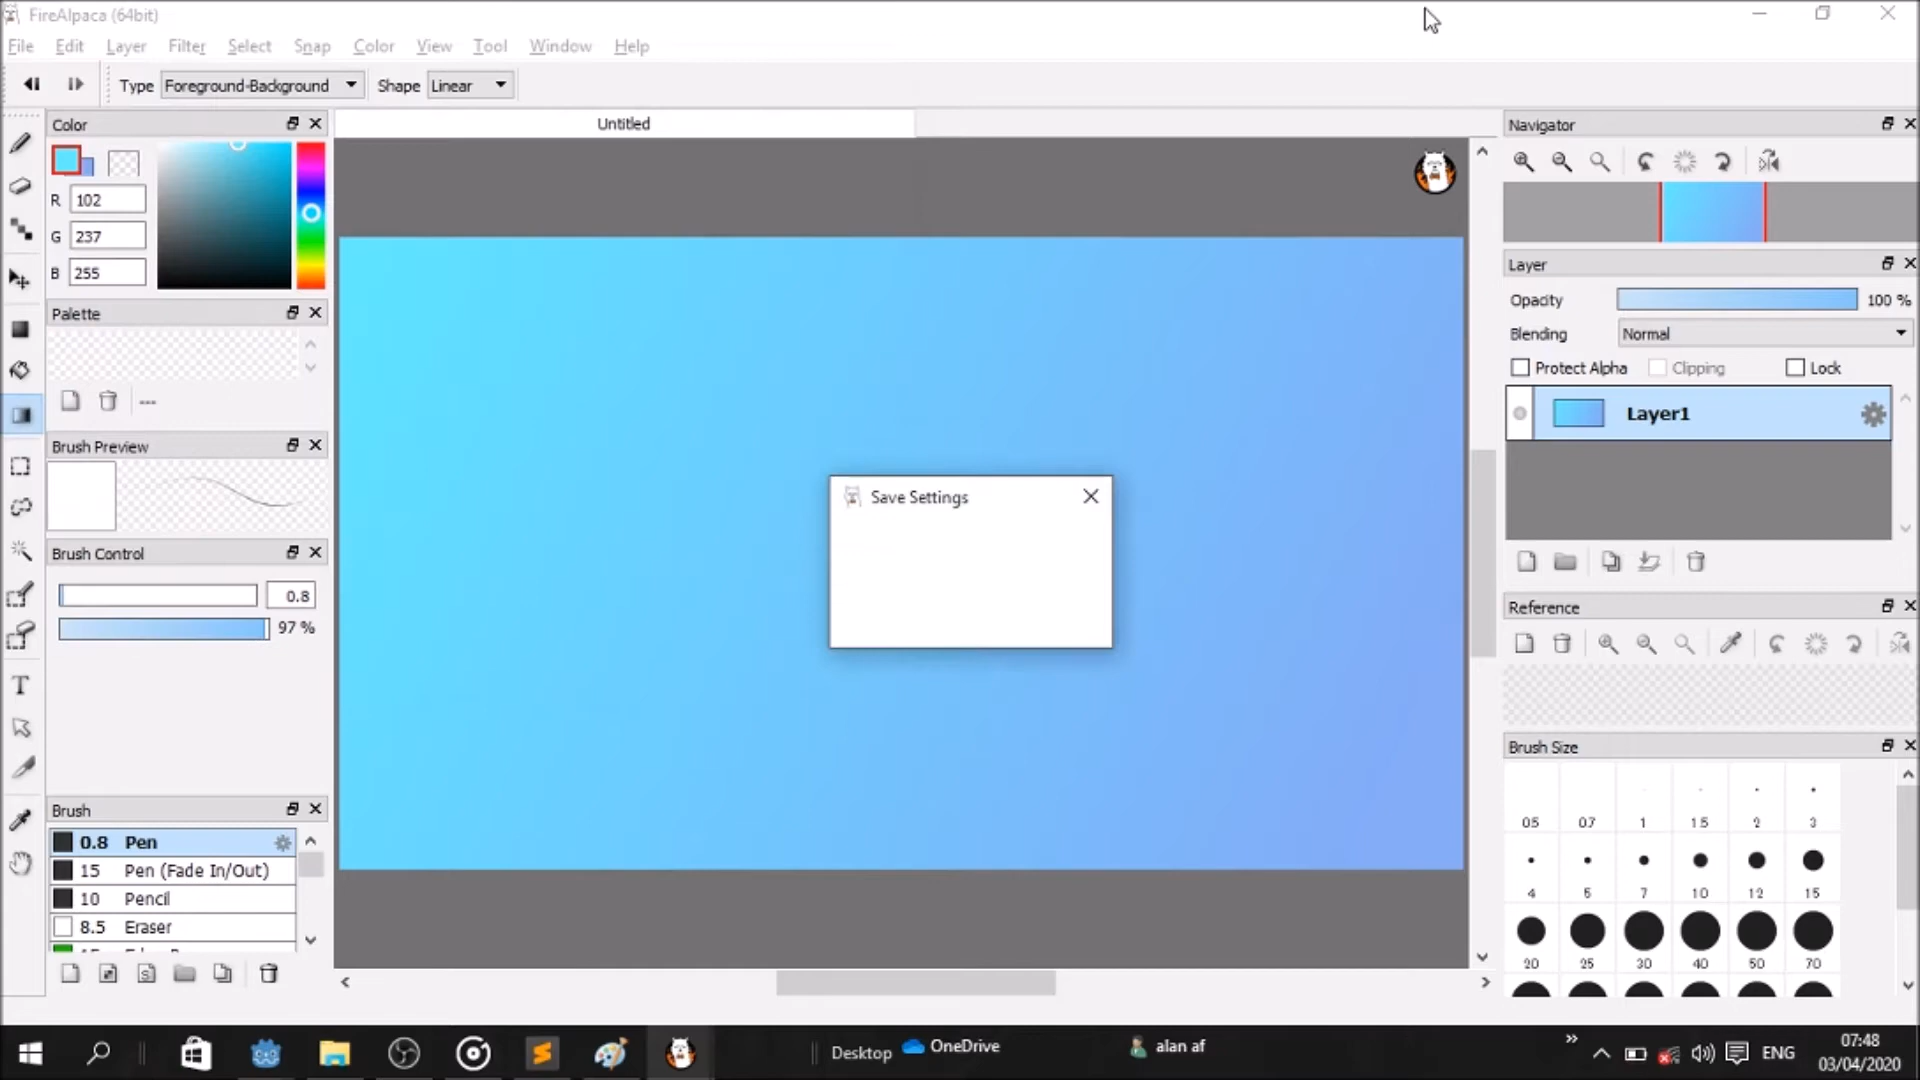 FireAlpaca (64bit)
File Edit Layer Filter Select Snap Color View Tool Window Help
Type Foreground-Background Shape Linear
Color
Untitled
Navigator
R 102
G 237
B 255
Layer
Opacity 100 %
Palette
Blending Normal
Protect Alpha Clipping Lock
---
Layer1
Brush Preview
Save Settings
Brush Control
0.8
97 %
Reference
T
Brush Size
Brush
0.8 Pen
15 Pen (Fade In/Out)
10 Pencil
8.5 Eraser
0.5 0.7 1 1.5 2 3
4 5 7 10 12 15
20 25 30 40 50 70
Desktop OneDrive alan af
ENG
07:48
03/04/2020